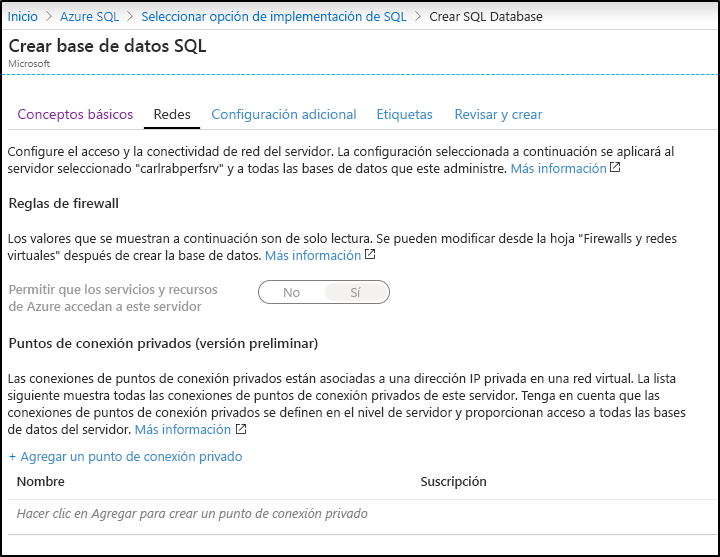 Inicio > Azure SQL > Seleccionar opción de implementación de SQL > Crear SQL Database
Crear base de datos SQL
Microsoft
Conceptos básicos Redes Configuración adicional Etiquetas Revisar y crear
Configure el acceso y la conectividad de red del servidor. La configuración seleccionada a continuación se aplicará al
servidor seleccionado "carlrabperfsrv" y a todas las bases de datos que este administre. Más información
Reglas de firewall
Los valores que se muestran a continuación son de solo lectura. Se pueden modificar desde la hoja "Firewalls y redes
virtuales" después de crear la base de datos. Más información
Permitir que los servicios y recursos
de Azure accedan a este servidor
No Sí
Puntos de conexión privados (versión preliminar)
Las conexiones de puntos de conexión privados están asociadas a una dirección IP privada en una red virtual. La lista
siguiente muestra todas las conexiones de puntos de conexión privados de este servidor. Tenga en cuenta que las
conexiones de puntos de conexión privados se definen en el nivel de servidor y proporcionan acceso a todas las bases
de datos del servidor. Más información
+ Agregar un punto de conexión privado
Nombre Suscripción
Hacer clic en Agregar para crear un punto de conexión privado